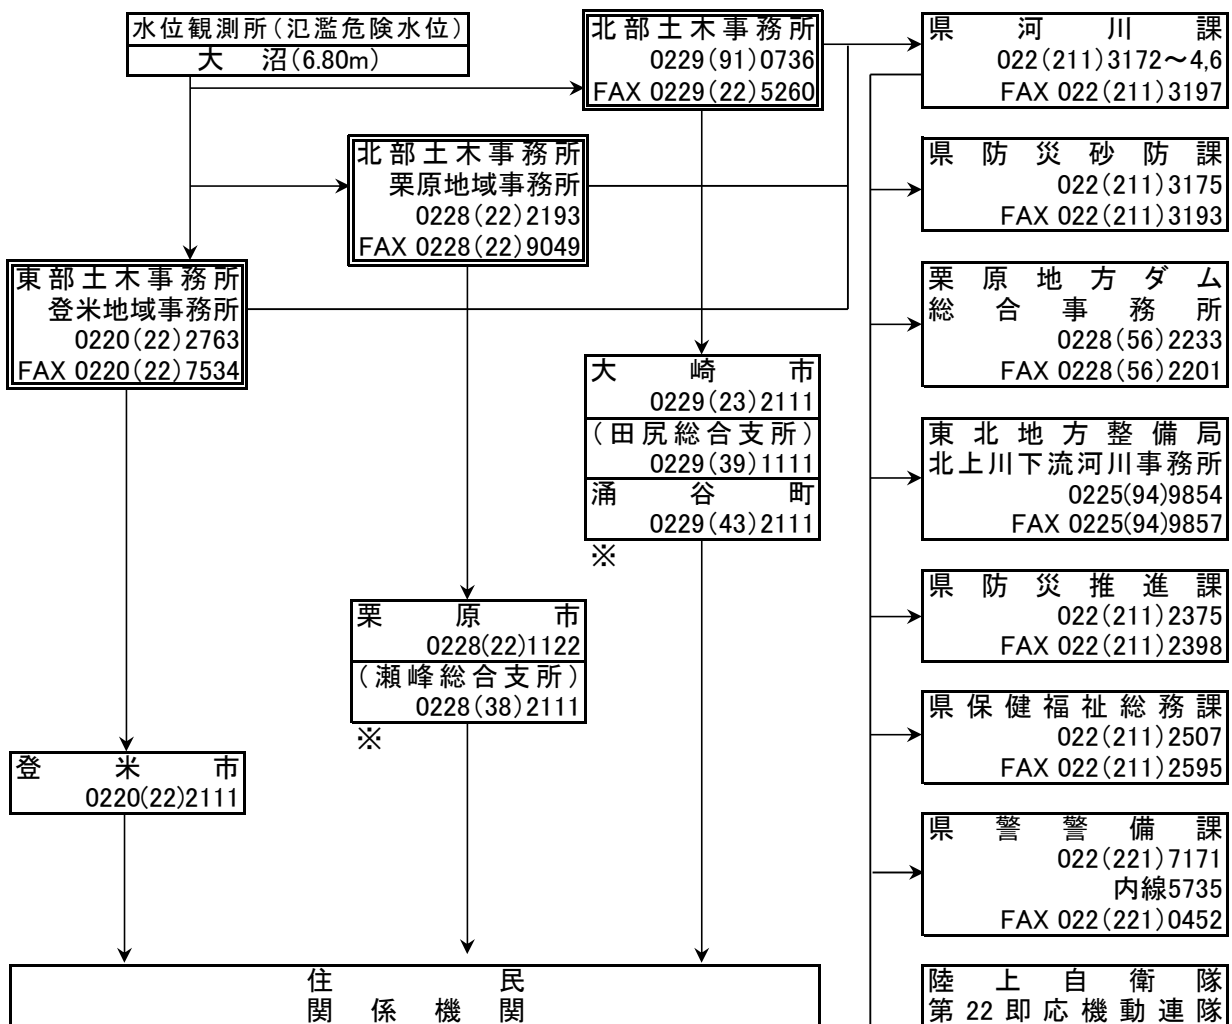 水位観測所(氾濫危険水位)
大　沼(6.80m)
北部土木事務所
0229(91)0736
FAX 0229(22)5260
北部土木事務所
栗原地域事務所
0228(22)2193
FAX 0228(22)9049
東部土木事務所
登米地域事務所
0220(22)2763
FAX 0220(22)7534
大崎市
0229(23)2111
(田尻総合支所)
0229(39)1111
涌谷町
0229(43)2111
※
栗原市
0228(22)1122
(瀬峰総合支所)
0228(38)2111
※
登米市
0220(22)2111
住民
関係機関
県河川課
022(211)3172～4,6
FAX 022(211)3197
県防災砂防課
022(211)3175
FAX 022(211)3193
栗原地方ダム
総合事務所
0228(56)2233
FAX 0228(56)2201
東北地方整備局
北上川下流河川事務所
0225(94)9854
FAX 0225(94)9857
県防災推進課
022(211)2375
FAX 022(211)2398
県保健福祉総務課
022(211)2507
FAX 022(211)2595
県警警備課
022(221)7171
内線5735
FAX 022(221)0452
陸上自衛隊
第22即応機動連隊